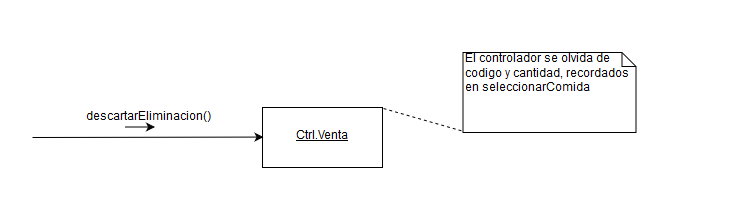 descartarEliminacion()
Ctrl.Venta
El controlador se olvida de
codigo y cantidad, recordados
en seleccionarComida